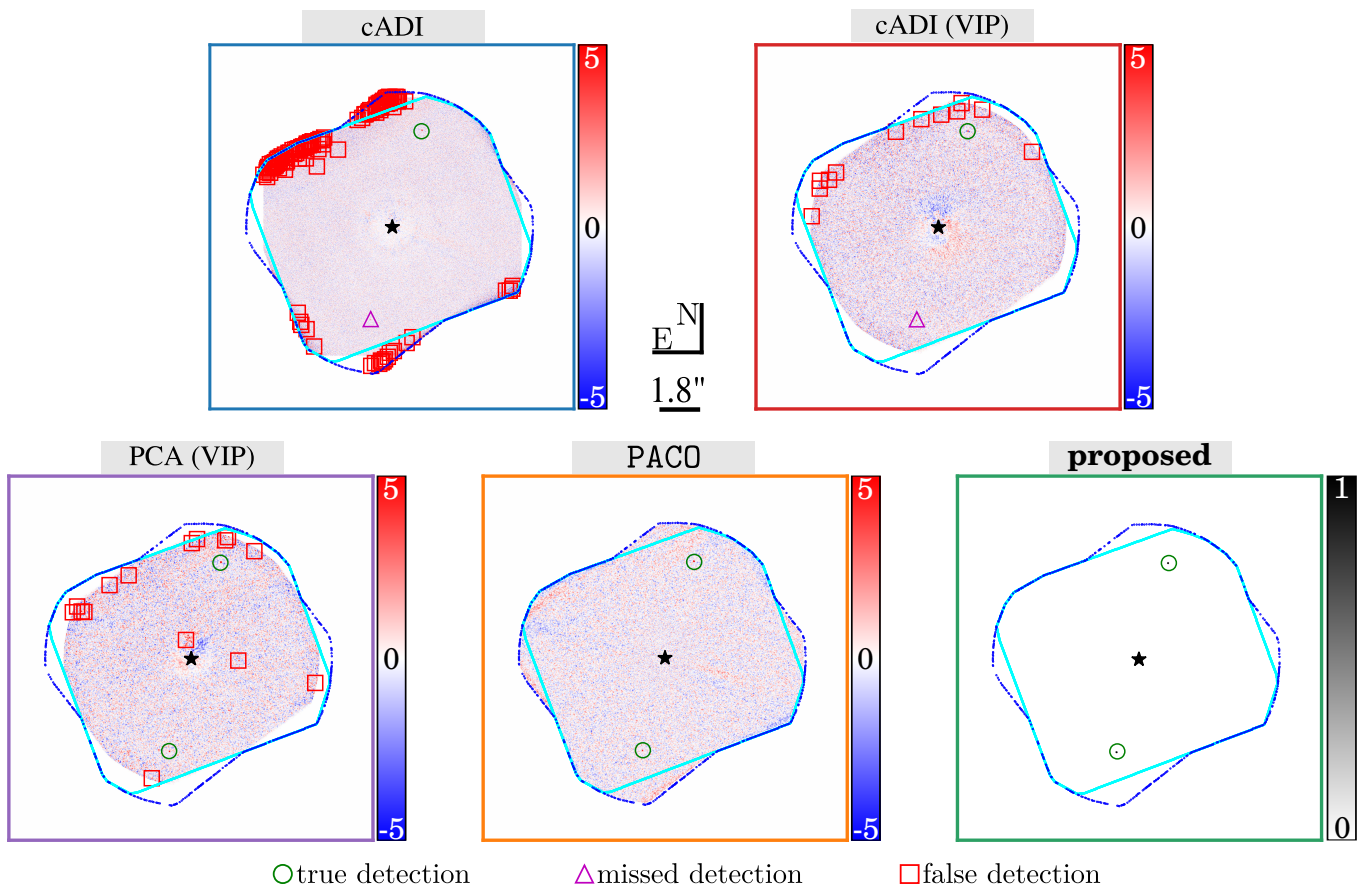 cADI
cADI (VIP)
5
0
-5
5
0
-5
N
E
1.8"
PCA (VIP)
PACO
proposed
5
0
-5
5
0
-5
1
0
true detection
missed detection
false detection